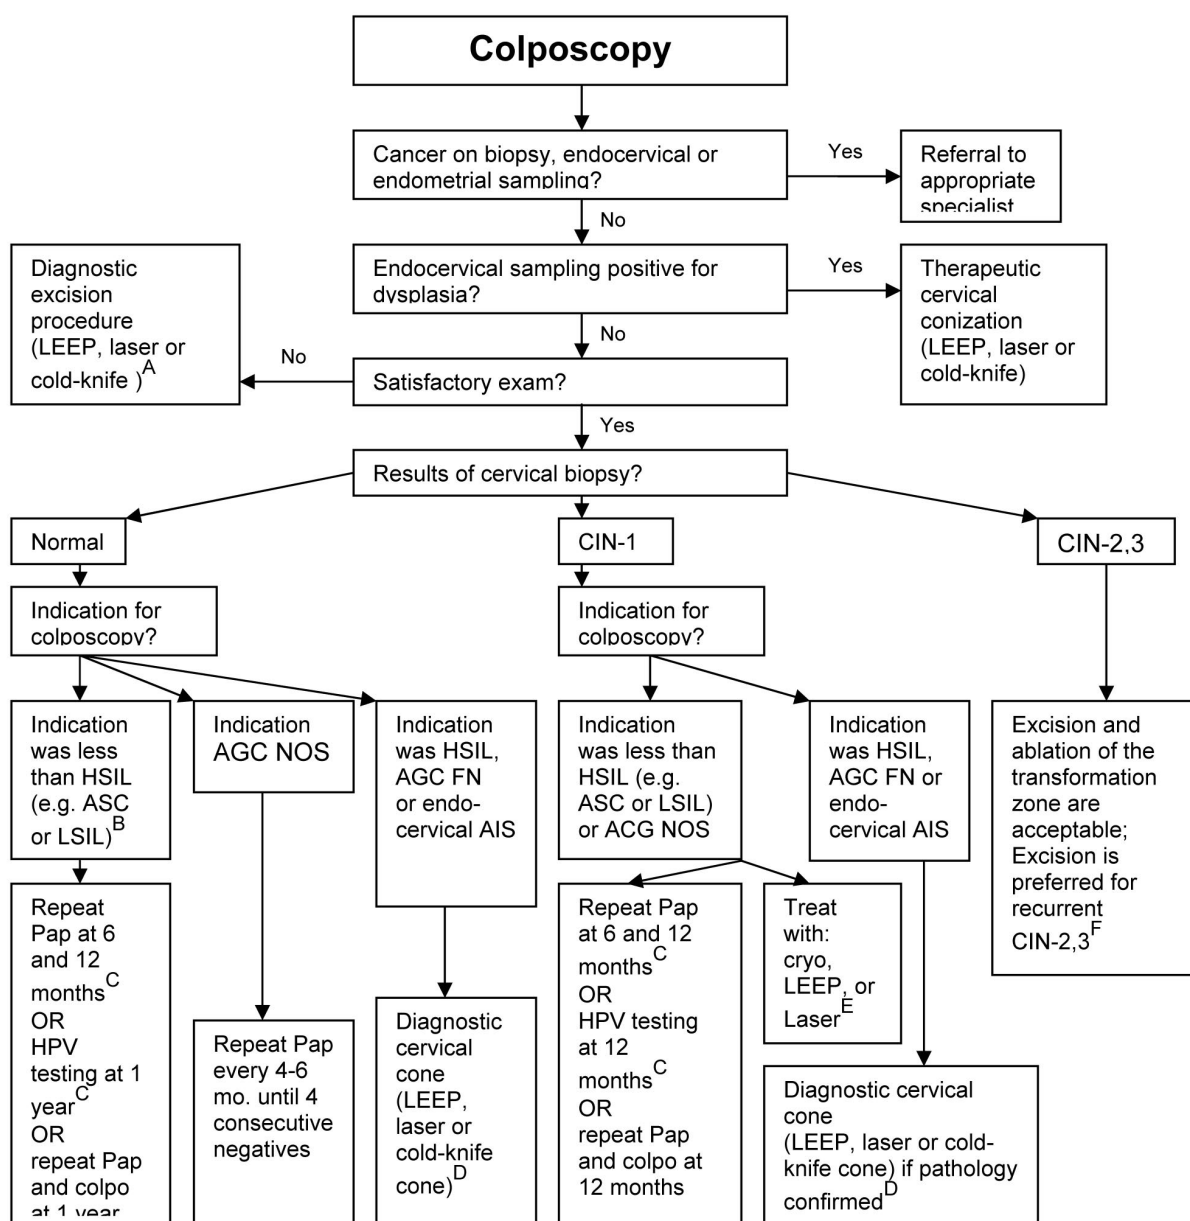 Colposcopy
Cancer on biopsy, endocervical or
endometrial sampling?
Yes
Referral to
appropriate
specialist
No
Diagnostic
excision
procedure
(LEEP, laser or
cold-knife )A
Endocervical sampling positive for
dysplasia?
Yes
Therapeutic
cervical
conization
(LEEP, laser or
cold-knife)
No
No
Satisfactory exam?
Yes
Results of cervical biopsy?
Normal
CIN-1
CIN-2,3
Indication for
colposcopy?
Indication for
colposcopy?
Indication
was less
than HSIL
(e.g. ASC
or LSIL)B
Indication
AGC NOS
Indication
was HSIL,
AGC FN
or endo-
cervical AIS
Indication
was less than
HSIL (e.g.
ASC or LSIL)
or ACG NOS
Indication
was HSIL,
AGC FN or
endo-
cervical AIS
Excision and
ablation of the
transformation
zone are
acceptable;
Excision is
preferred for
recurrent
CIN-2,3F
Repeat
Pap at 6
and 12
monthsC
OR
HPV
testing at 1
yearC
OR
repeat Pap
and colpo
at 1 year
Repeat Pap
every 4-6
mo. until 4
consecutive
negatives
Diagnostic
cervical
cone
(LEEP,
laser or
cold-knife
cone)D
Repeat Pap
at 6 and 12
monthsC
OR
HPV testing
at 12
monthsC
OR
repeat Pap
and colpo at
12 months
Treat
with:
cryo,
LEEP, or
LaserE
Diagnostic cervical
cone
(LEEP, laser or cold-
knife cone) if pathology
confirmedD